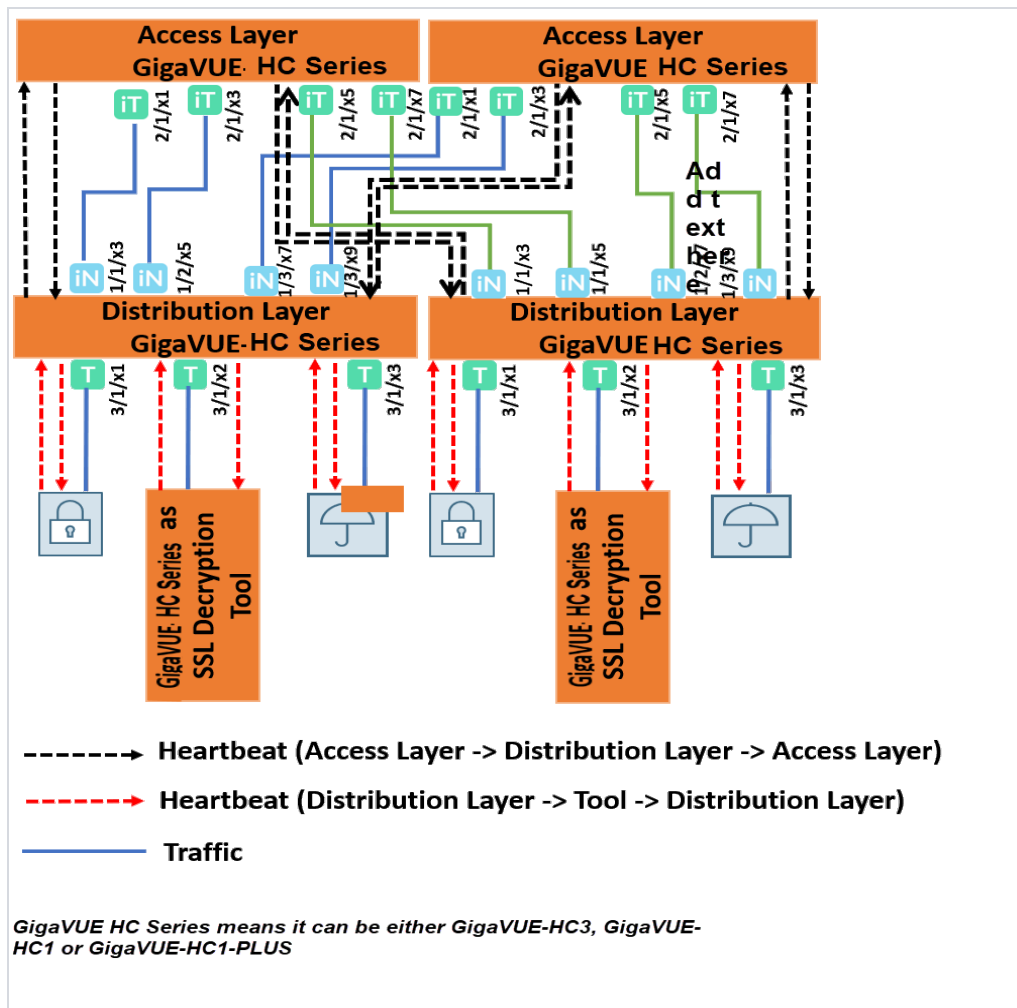 Access Layer
GigaVUE- HC Series
Access Layer
GigaVUE HC Series
iT
2/1/x1
iT
2/1/x3
iT
2/1/x5
iT
2/1/x7
iT
2/1/x1
iT
2/1/x3
iT
2/1/x5
iT
2/1/x7
Ad
d t
ext
her
e
iN
1/1/x3
iN
1/2/x5
iN
1/3/x7
iN
1/3/x9
iN
1/1/x3
iN
1/1/x5
iN
1/2/x7
1/3/x9
iN
Distribution Layer
GigaVUE- HC Series
Distribution Layer
GigaVUE HC Series
T
3/1/x1
T
3/1/x2
T
3/1/x3
T
3/1/x1
T
3/1/x2
T
3/1/x3
GigaVUE- HC Series as
SSL Decryption
Tool
GigaVUE- HC Series as
SSL Decryption
Tool
Heartbeat (Access Layer -> Distribution Layer -> Access Layer)
Heartbeat (Distribution Layer -> Tool -> Distribution Layer)
Traffic
GigaVUE HC Series means it can be either GigaVUE-HC3, GigaVUE-
HC1 or GigaVUE-HC1-PLUS